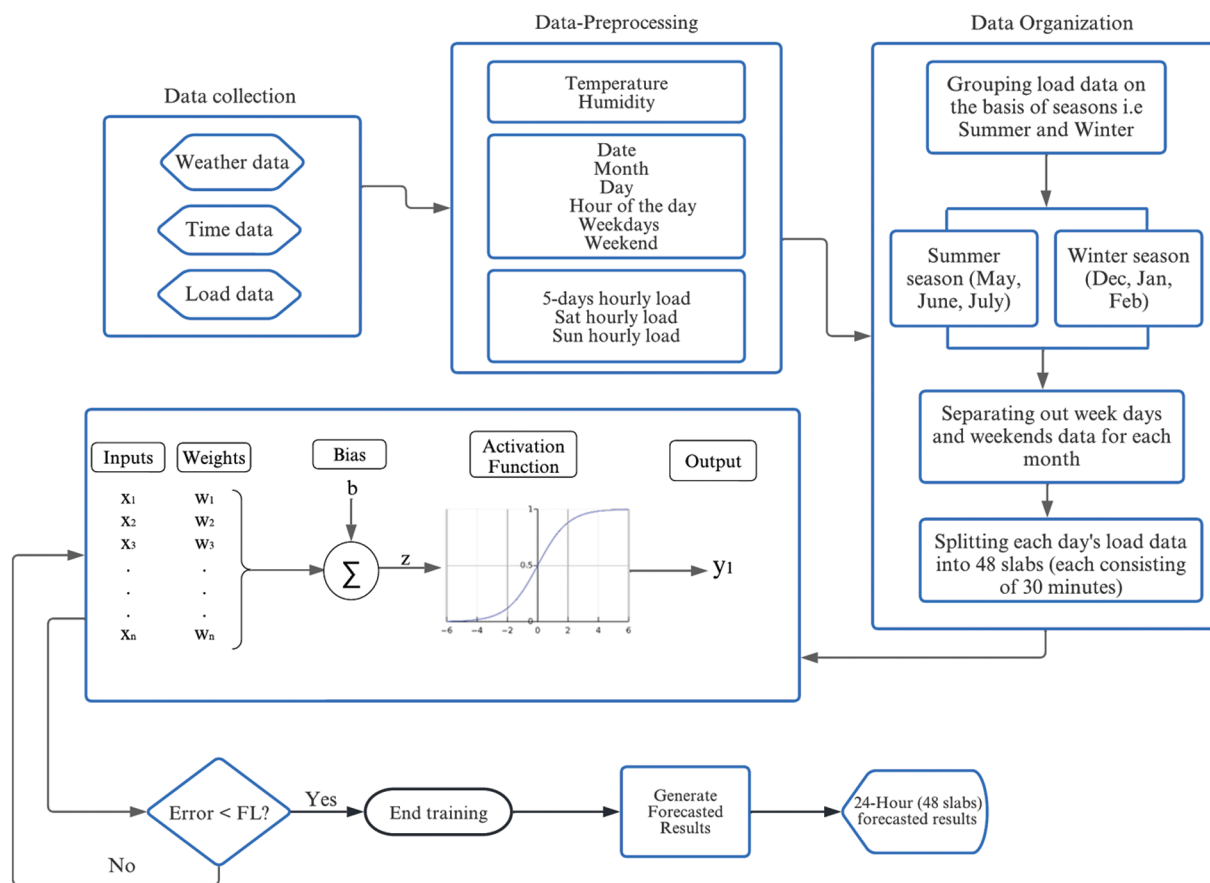 Data collection
Weather data
Time data
Load data
Data-Preprocessing
Temperature
Humidity
Date
Month
Day
Hour of the day
Weekdays
Weekend
5-days hourly load
Sat hourly load
Sun hourly load
Data Organization
Grouping load data on
the basis of seasons i.e
Summer and Winter
Summer
season (May,
June, July)
Winter season
(Dec, Jan,
Feb)
Separating out week days
and weekends data for each
month
Splitting each day's load data
into 48 slabs (each consisting
of 30 minutes)
Inputs
x₁
x₂
x₃
.
.
.
xₙ
Weights
w₁
w₂
w₃
.
.
.
wₙ
Bias
b
Σ
z
Activation
Function
1
0.5
0
-6 -4 -2 0 2 4 6
Output
y₁
Error < FL?
Yes
No
End training
Generate
Forecasted
Results
24-Hour (48 slabs)
forecasted results